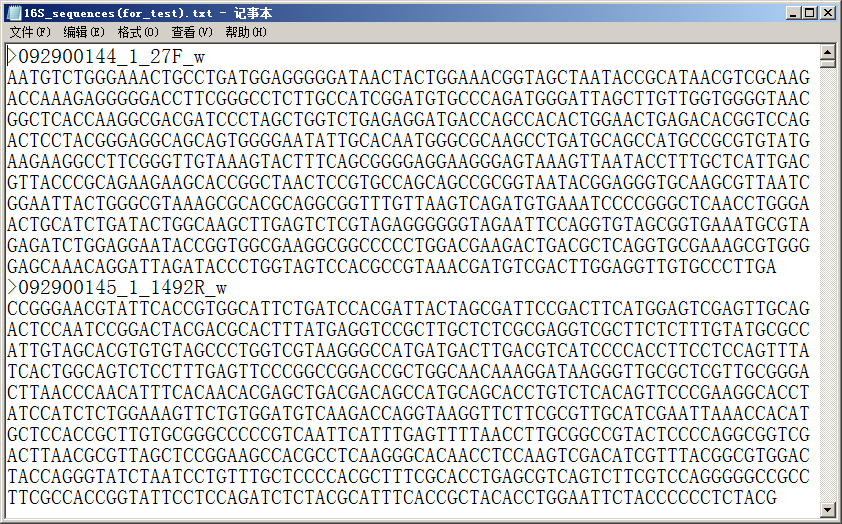 16S_sequences(for_test).txt - 记事本
文件(F) 编辑(E) 格式(O) 查看(V) 帮助(H)
>092900144_1_27F_w
AATGTCTGGGAAACTGCCTGATGGAGGGGGATAACTACTGGAAACGGTAGCTAATACCGCATAACGTCGCAAG
ACCAAAGAGGGGGACCTTCGGGCCTCTTGCCATCGGATGTGCCCAGATGGGATTAGCTTGTTGGTGGGGTAAC
GGCTCACCAAGGCGACGATCCCTAGCTGGTCTGAGAGGATGACCAGCCACACTGGAACTGAGACACGGTCCAG
ACTCCTACGGGAGGCAGCAGTGGGGAATATTGCACAATGGGCGCAAGCCTGATGCAGCCATGCCGCGTGTATG
AAGAAGGCCTTCGGGTTGTAAAGTACTTTCAGCGGGGAGGAAGGGAGTAAAGTTAATACCTTTGCTCATTGAC
GTTACCCGCAGAAGAAGCACCGGCTAACTCCGTGCCAGCAGCCGCGGTAATACGGAGGGTGCAAGCGTTAATC
GGAATTACTGGGCGTAAAGCGCACGCAGGCGGTTTGTTAAGTCAGATGTGAAATCCCCGGGCTCAACCTGGGA
ACTGCATCTGATACTGGCAAGCTTGAGTCTCGTAGAGGGGGGTAGAATTCCAGGTGTAGCGGTGAAATGCGTA
GAGATCTGGAGGAATACCGGTGGCGAAGGCGGCCCCCTGGACGAAGACTGACGCTCAGGTGCGAAAGCGTGGG
GAGCAAACAGGATTAGATACCCTGGTAGTCCACGCCGTAAACGATGTCGACTTGGAGGTTGTGCCCTTGA
>092900145_1_1492R_w
CCGGGAACGTATTCACCGTGGCATTCTGATCCACGATTACTAGCGATTCCGACTTCATGGAGTCGAGTTGCAG
ACTCCAATCCGGACTACGACGCACTTTATGAGGTCCGCTTGCTCTCGCGAGGTCGCTTCTCTTTGTATGCGCC
ATTGTAGCACGTGTGTAGCCCTGGTCGTAAGGGCCATGATGACTTGACGTCATCCCCACCTTCCTCCAGTTTA
TCACTGGCAGTCTCCTTTGAGTTCCCGGCCGGACCGCTGGCAACAAAGGATAAGGGTTGCGCTCGTTGCGGGA
CTTAACCCAACATTTCACAACACGAGCTGACGACAGCCATGCAGCACCTGTCTCACAGTTCCCGAAGGCACCT
ATCCATCTCTGGAAAGTTCTGTGGATGTCAAGACCAGGTAAGGTTCTTCGCGTTGCATCGAATTAAACCACAT
GCTCCACCGCTTGTGCGGGCCCCCGTCAATTCATTTGAGTTTTAACCTTGCGGCCGTACTCCCCAGGCGGTCG
ACTTAACGCGTTAGCTCCGGAAGCCACGCCTCAAGGGCACAACCTCCAAGTCGACATCGTTTACGGCGTGGAC
TACCAGGGTATCTAATCCTGTTTGCTCCCCACGCTTTCGCACCTGAGCGTCAGTCTTCGTCCAGGGGGCCGCC
TTCGCCACCGGTATTCCTCCAGATCTCTACGCATTTCACCGCTACACCTGGAATTCTACCCCCCTCTACG